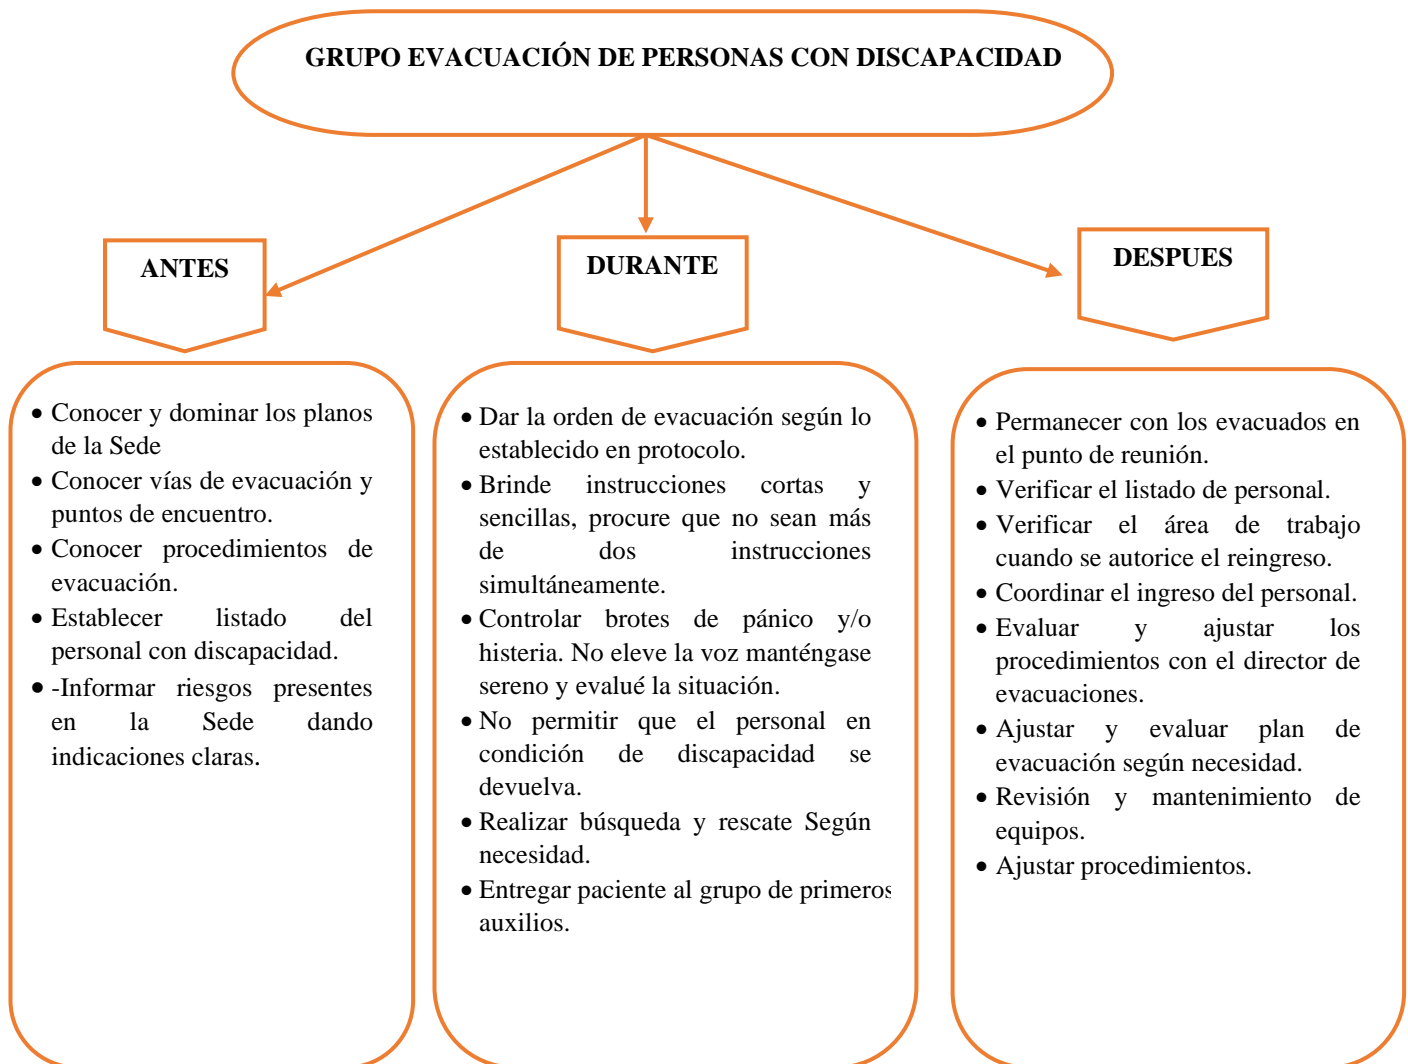 GRUPO EVACUACIÓN DE PERSONAS CON DISCAPACIDAD
ANTES
• Conocer y dominar los planos
de la Sede
• Conocer vías de evacuación y
puntos de encuentro.
• Conocer procedimientos de
evacuación.
• Establecer listado del
personal con discapacidad.
• -Informar riesgos presentes
en la Sede dando
indicaciones claras.
DURANTE
• Dar la orden de evacuación según lo
establecido en protocolo.
• Brinde instrucciones cortas y
sencillas, procure que no sean más
de dos instrucciones
simultáneamente.
• Controlar brotes de pánico y/o
histeria. No eleve la voz manténgase
sereno y evalué la situación.
• No permitir que el personal en
condición de discapacidad se
devuelva.
• Realizar búsqueda y rescate Según
necesidad.
• Entregar paciente al grupo de primeros
auxilios.
DESPUES
• Permanecer con los evacuados en
el punto de reunión.
• Verificar el listado de personal.
• Verificar el área de trabajo
cuando se autorice el reingreso.
• Coordinar el ingreso del personal.
• Evaluar y ajustar los
procedimientos con el director de
evacuaciones.
• Ajustar y evaluar plan de
evacuación según necesidad.
• Revisión y mantenimiento de
equipos.
• Ajustar procedimientos.